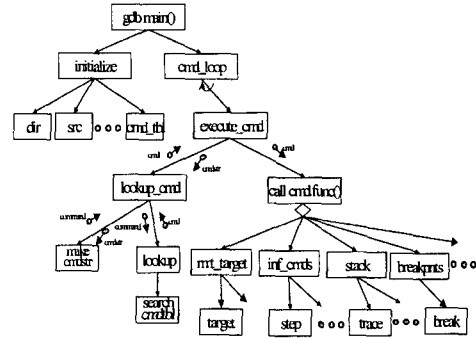 gdb main()
initialize
cmd_loop
dir
src
cmd_tbl
execute_cmd
cmd
cmdstr
cmd
lookup_cmd
call cmd func()
command
cmdstr
command
cmd
make cmdstr
lookup
rmt_target
inf_cmds
stack
breakpnts
search cmdtbl
target
step
trace
break